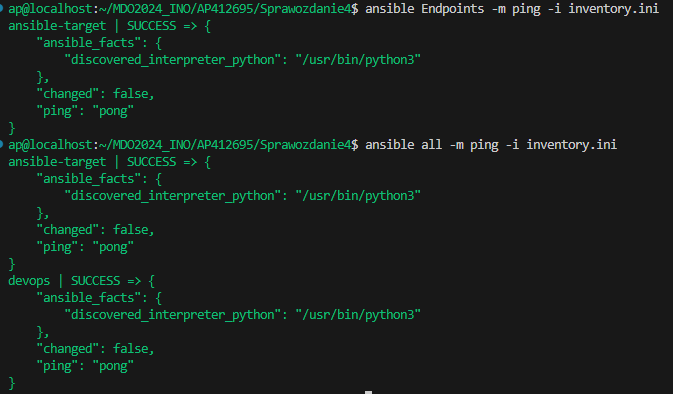 ap@localhost:~/MDO2024_INO/AP412695/Sprawozdanie4$ ansible Endpoints -m ping -i inventory.ini
ansible-target | SUCCESS => {
    "ansible_facts": {
        "discovered_interpreter_python": "/usr/bin/python3"
    },
    "changed": false,
    "ping": "pong"
}
ap@localhost:~/MDO2024_INO/AP412695/Sprawozdanie4$ ansible all -m ping -i inventory.ini
ansible-target | SUCCESS => {
    "ansible_facts": {
        "discovered_interpreter_python": "/usr/bin/python3"
    },
    "changed": false,
    "ping": "pong"
}
devops | SUCCESS => {
    "ansible_facts": {
        "discovered_interpreter_python": "/usr/bin/python3"
    },
    "changed": false,
    "ping": "pong"
}